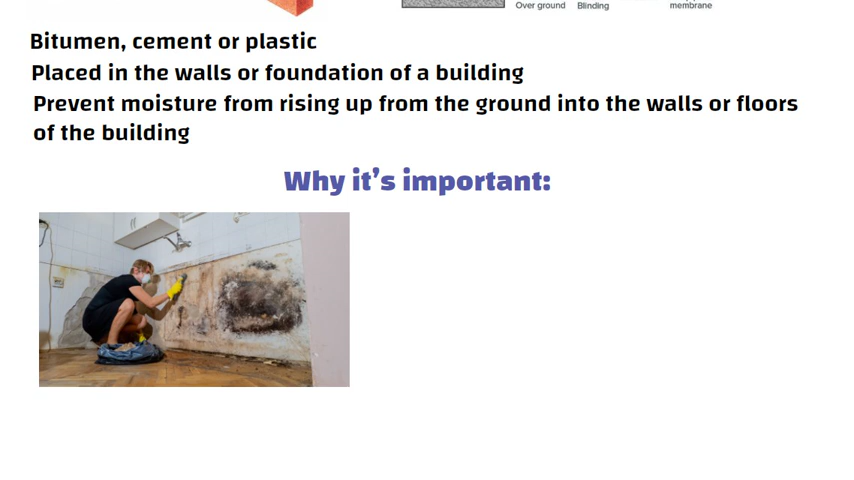 Over ground Blinding membrane
Bitumen, cement or plastic
Placed in the walls or foundation of a building
Prevent moisture from rising up from the ground into the walls or floors
of the building
Why it's important: